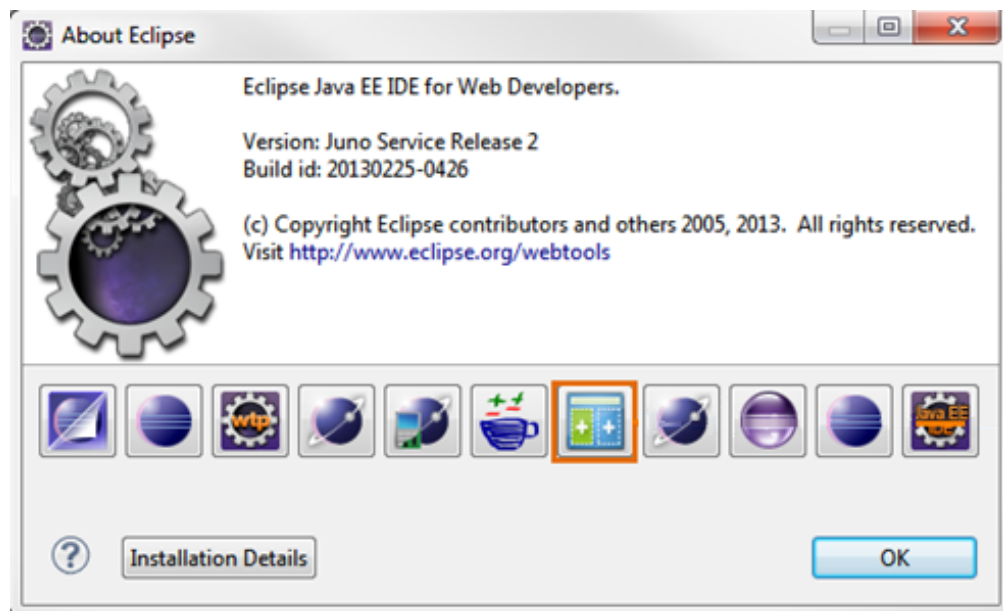 About Eclipse
Eclipse Java EE IDE for Web Developers.
Version: Juno Service Release 2
Build id: 20130225-0426
(c) Copyright Eclipse contributors and others 2005, 2013.  All rights reserved.
Visit http://www.eclipse.org/webtools
wtp
Java EE
IDE
?
Installation Details
OK